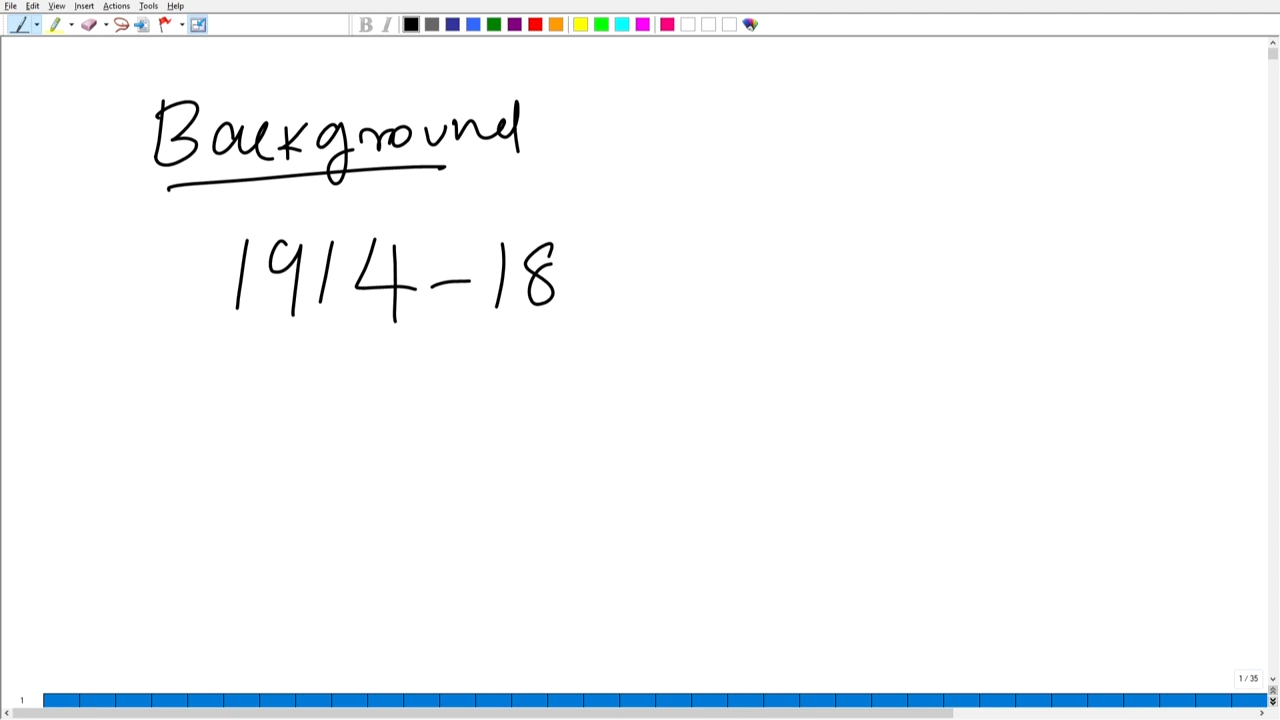 File Edit View Insert Actions Tools Help
B I
Background
1914-18
1 / 35
1